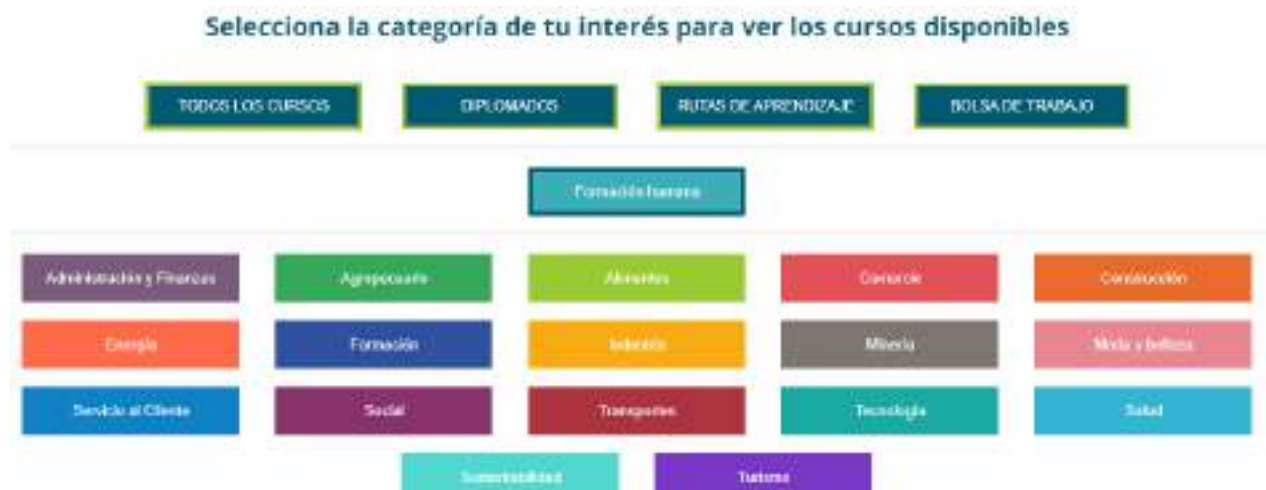 Selecciona la categoría de tu interés para ver los cursos disponibles
TODOS LOS CURSOS DIPLOMADOS RUTAS DE APRENDIZAJE BOLSA DE TRABAJO
Formación humana
Administración y Finanzas Agropecuario Alimentos Comercio Construcción
Energía Formación Industria Minería Moda y belleza
Servicio al Cliente Social Transportes Tecnología Salud
Sustentabilidad Turismo